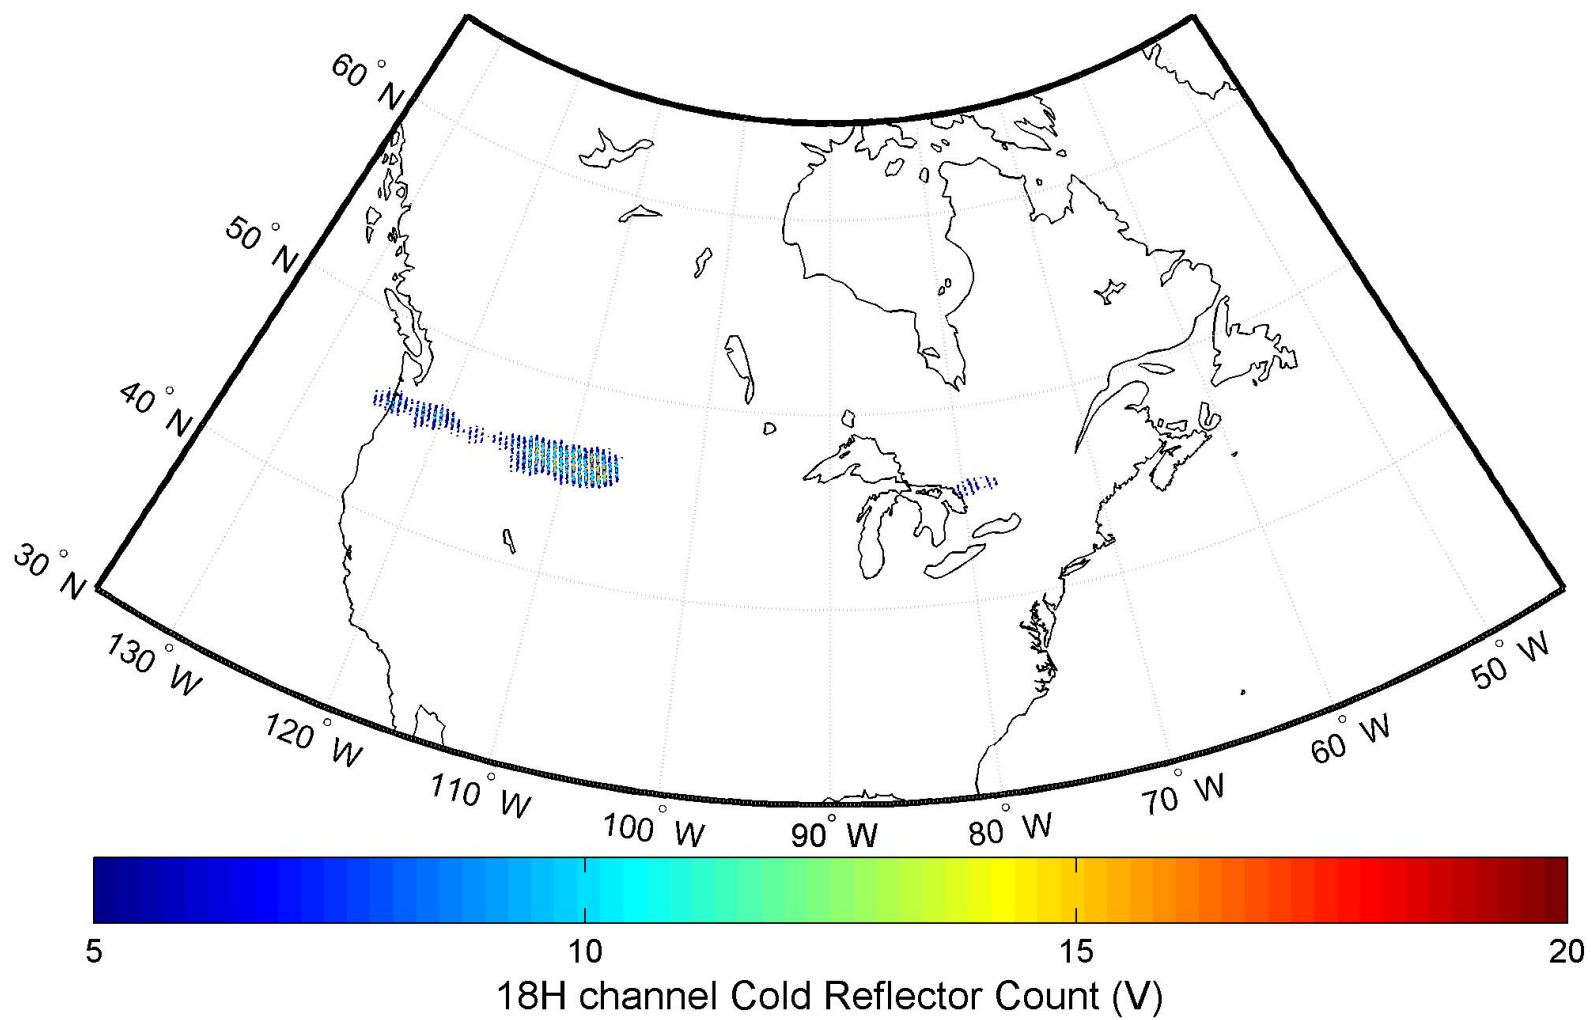 60° N
50° N
40° N
30° N
130° W
120° W
110° W
100° W
90° W
80° W
70° W
60° W
50° W
5 10 15 20
18H channel Cold Reflector Count (V)